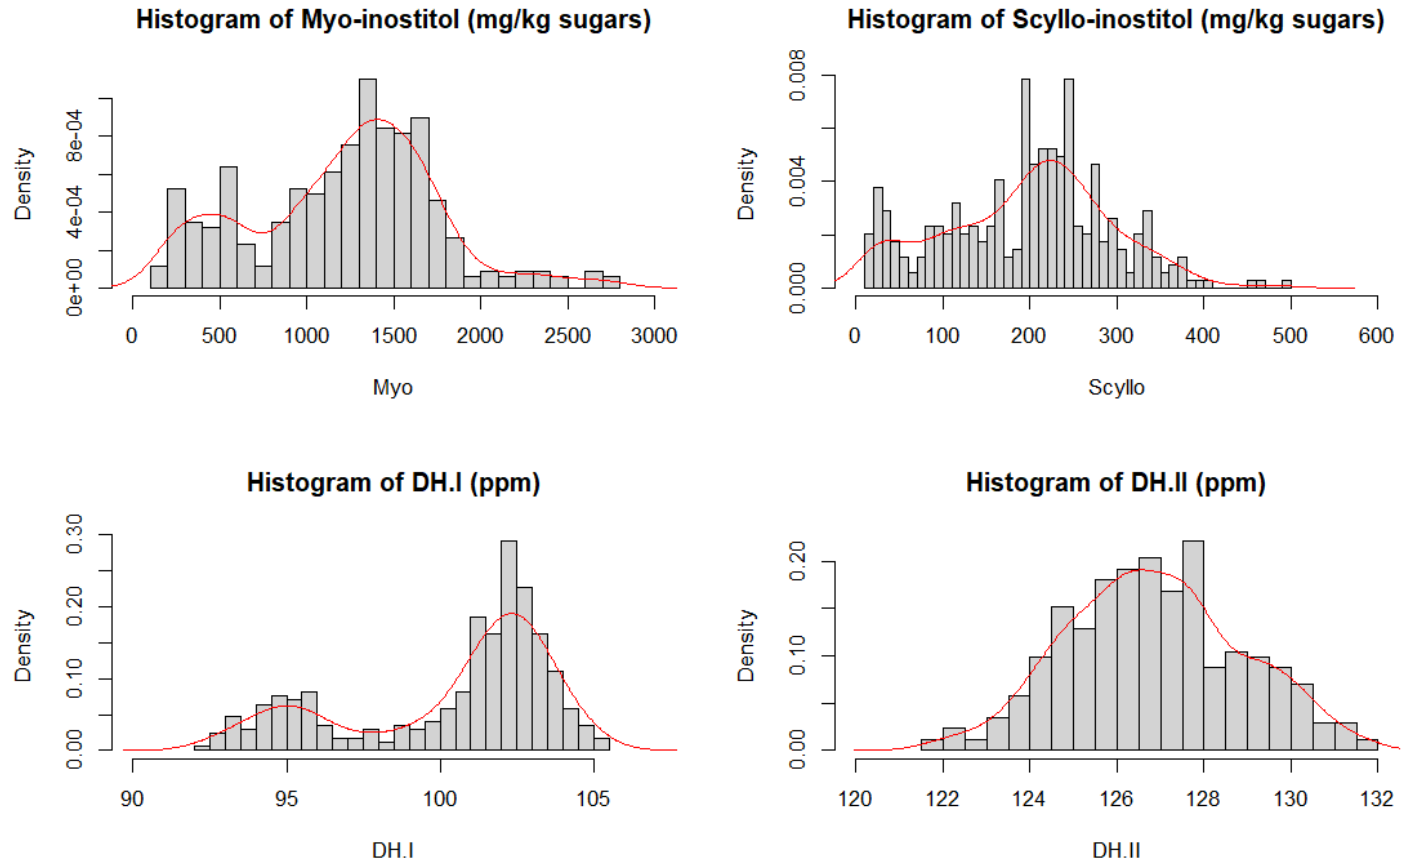 Histogram of Myo-inostitol (mg/kg sugars)
Density
0e+00 4e-04 8e-04
0 500 1000 1500 2000 2500 3000
Myo
Histogram of Scyllo-inostitol (mg/kg sugars)
Density
0.000 0.004 0.008
0 100 200 300 400 500 600
Scyllo
Histogram of DH.I (ppm)
Density
0.00 0.10 0.20 0.30
90 95 100 105
DH.I
Histogram of DH.II (ppm)
Density
0.00 0.10 0.20
120 122 124 126 128 130 132
DH.II